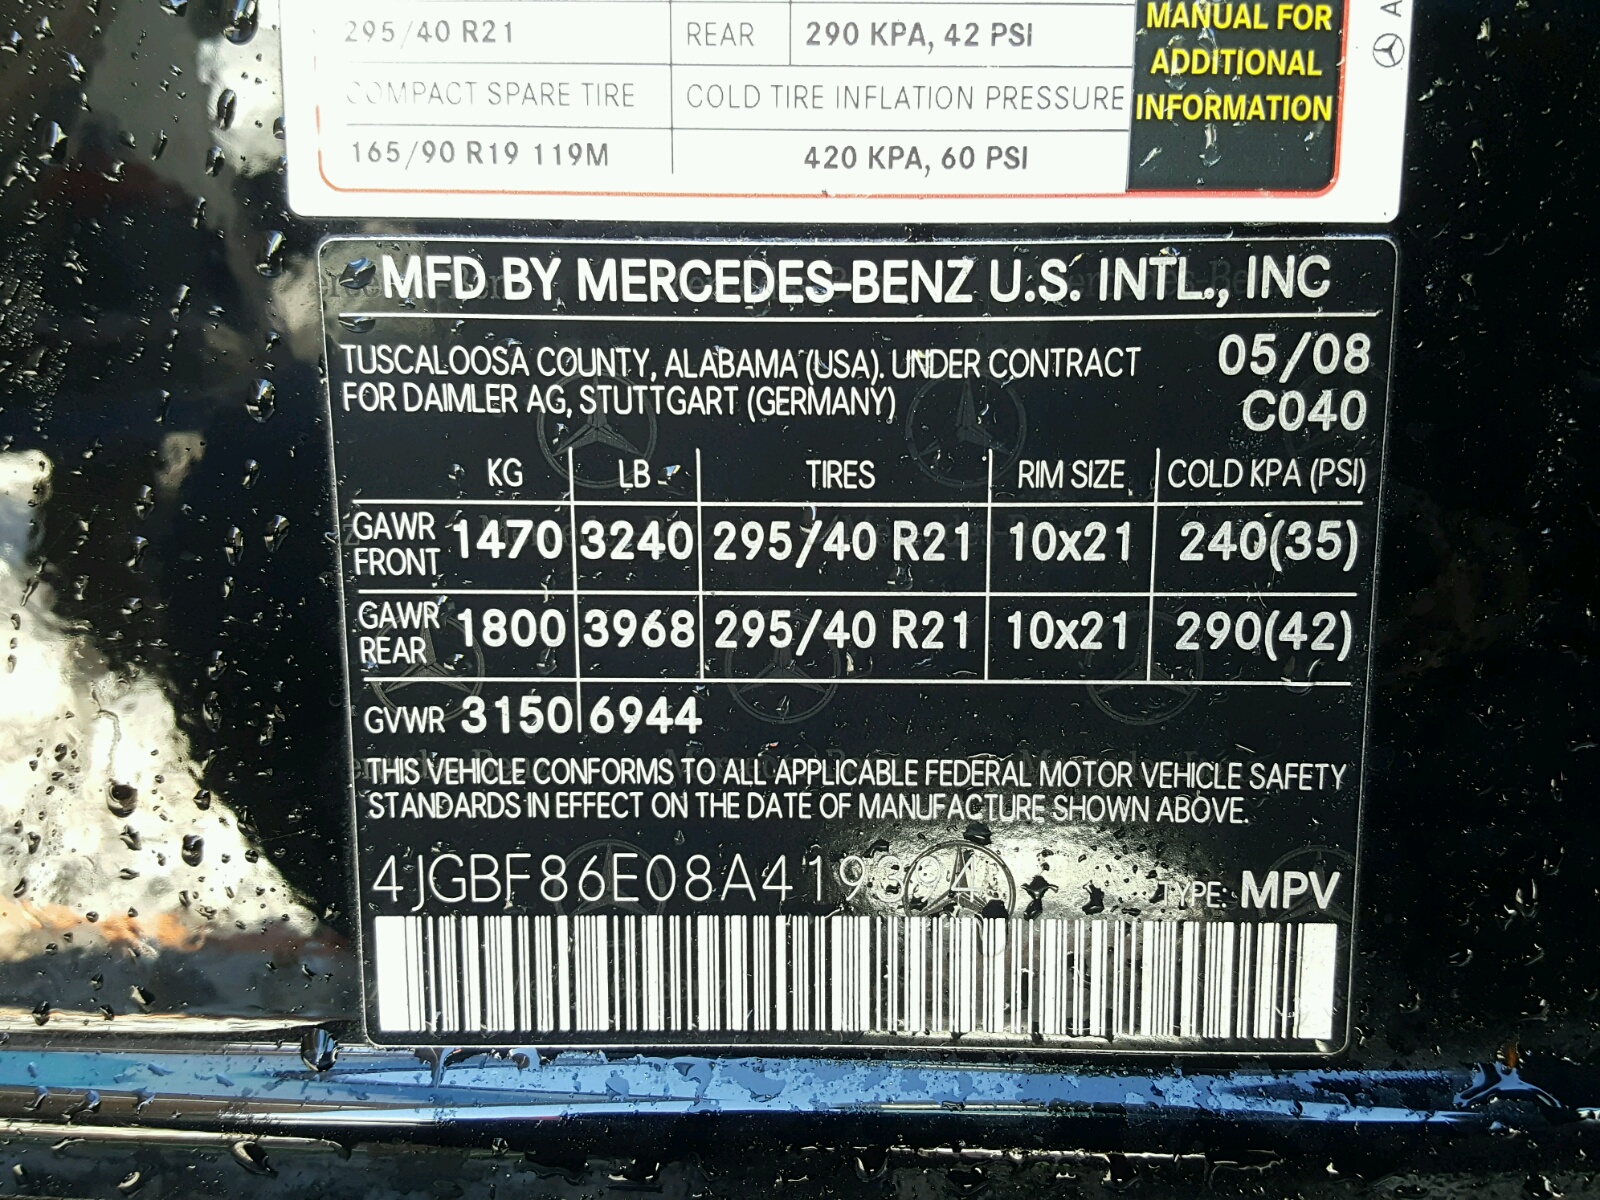 295/40 R21 REAR 290 KPA, 42 PSI
COMPACT SPARE TIRE COLD TIRE INFLATION PRESSURE
165/90 R19 119M 420 KPA, 60 PSI
MANUAL FOR
ADDITIONAL
INFORMATION
A
MFD BY MERCEDES-BENZ U.S. INTL., INC
TUSCALOOSA COUNTY, ALABAMA (USA). UNDER CONTRACT 05/08
FOR DAIMLER AG, STUTTGART (GERMANY) C040
KG LB TIRES RIM SIZE COLD KPA (PSI)
GAWR FRONT 1470 3240 295/40 R21 10x21 240(35)
GAWR REAR 1800 3968 295/40 R21 10x21 290(42)
GVWR 3150 6944
THIS VEHICLE CONFORMS TO ALL APPLICABLE FEDERAL MOTOR VEHICLE SAFETY
STANDARDS IN EFFECT ON THE DATE OF MANUFACTURE SHOWN ABOVE.
4JGBF86E08A419394 TYPE: MPV